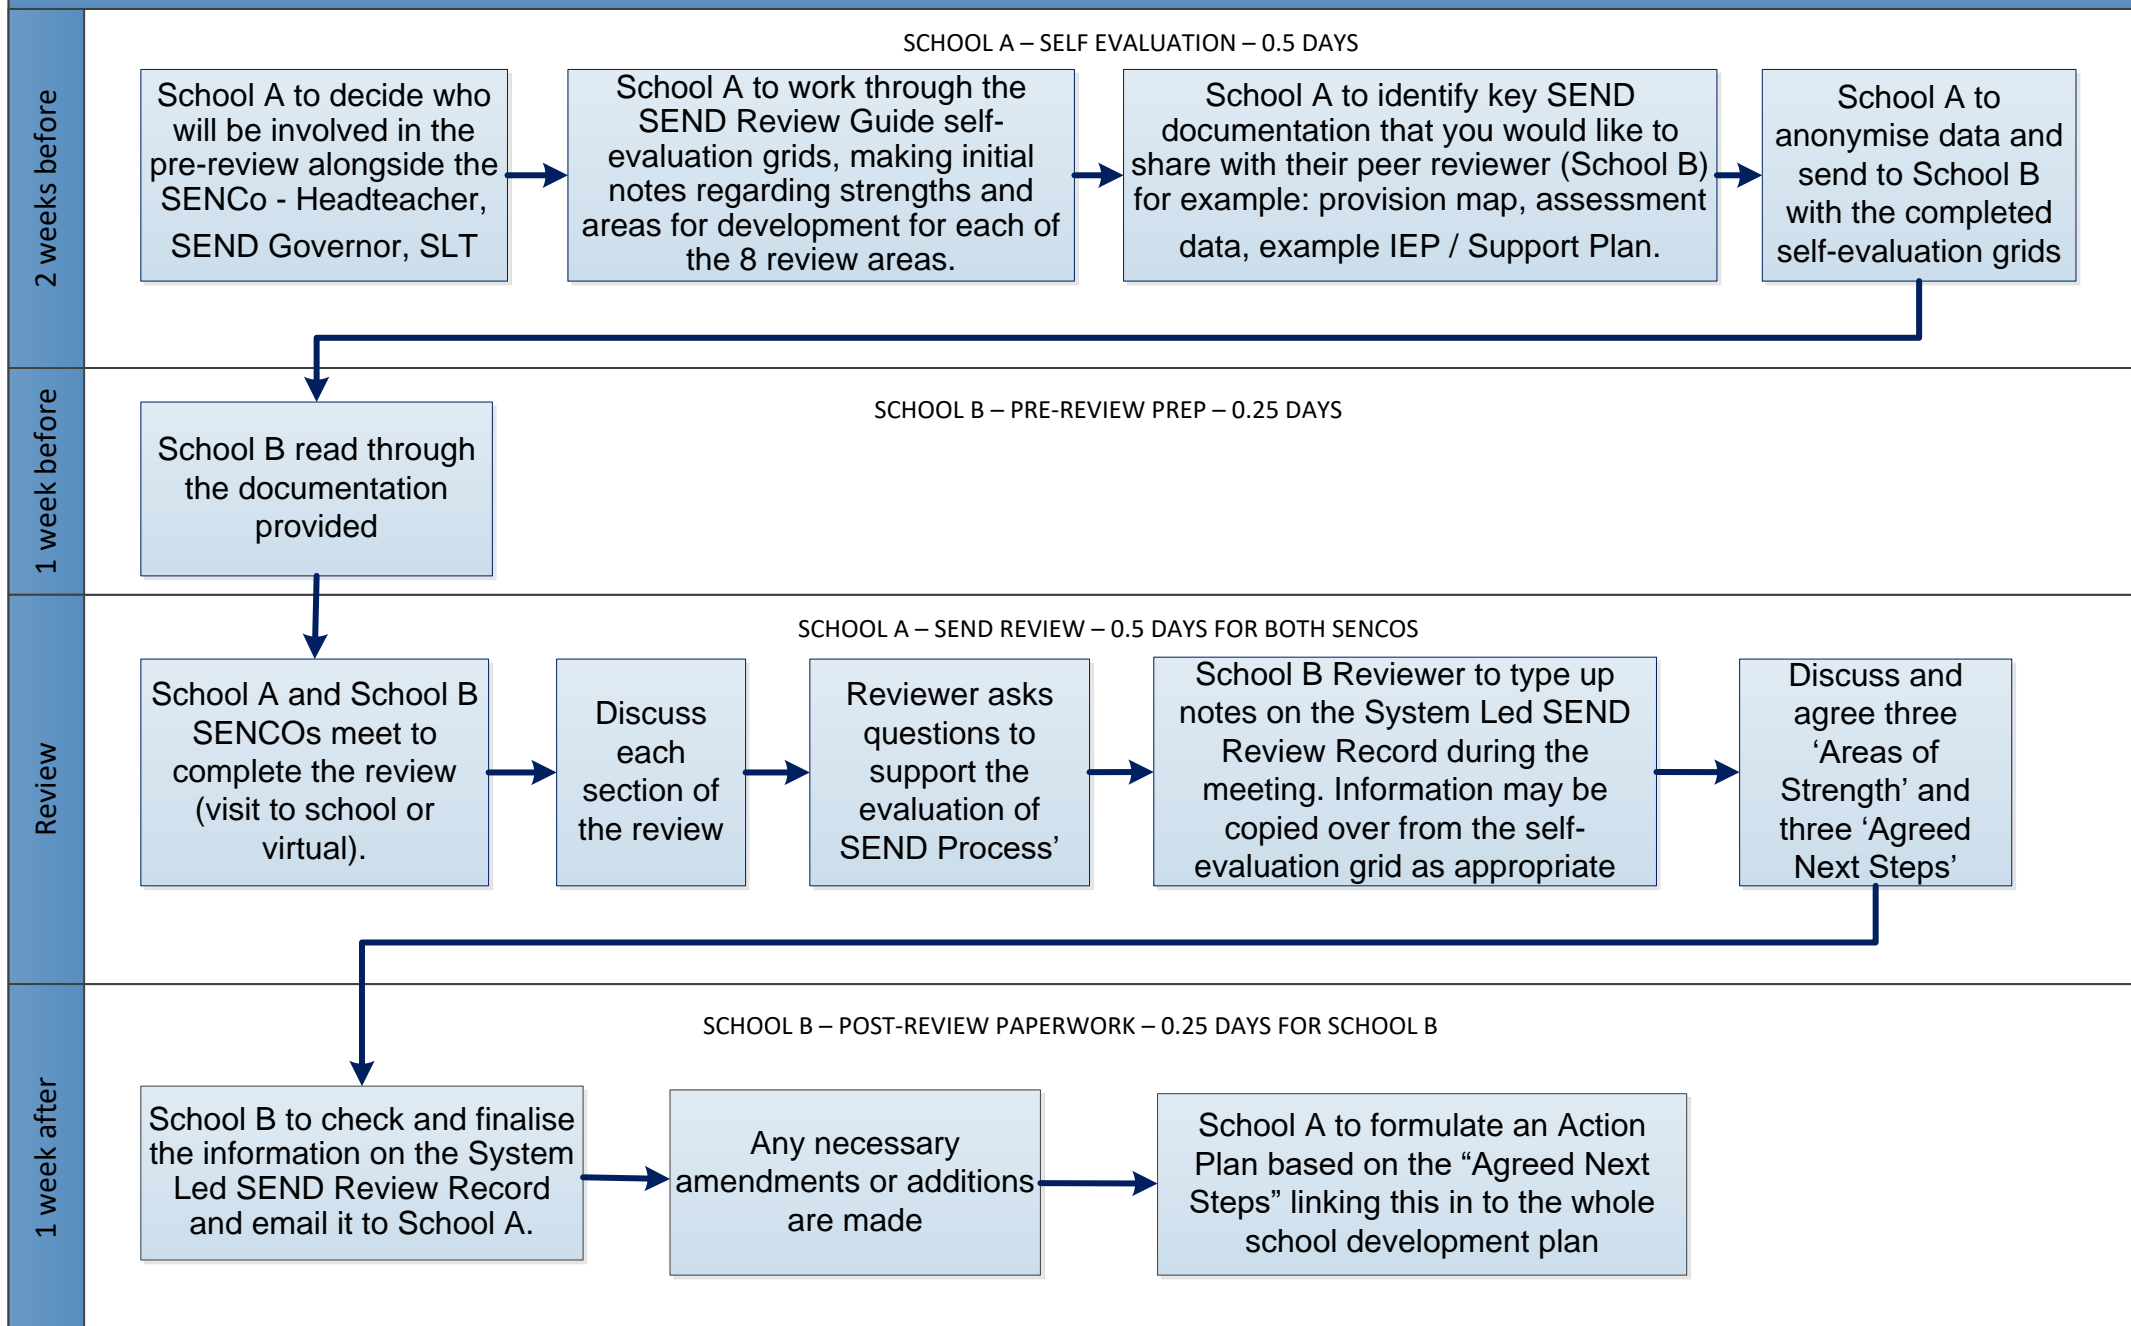 2 weeks before
SCHOOL A – SELF EVALUATION – 0.5 DAYS
School A to decide who
will be involved in the
pre-review alongside the
SENCo - Headteacher,
SEND Governor, SLT
School A to work through the
SEND Review Guide self-
evaluation grids, making initial
notes regarding strengths and
areas for development for each of
the 8 review areas.
School A to identify key SEND
documentation that you would like to
share with their peer reviewer (School B)
for example: provision map, assessment
data, example IEP / Support Plan.
School A to
anonymise data and
send to School B
with the completed
self-evaluation grids
1 week before
SCHOOL B – PRE-REVIEW PREP – 0.25 DAYS
School B read through
the documentation
provided
Review
SCHOOL A – SEND REVIEW – 0.5 DAYS FOR BOTH SENCOS
School A and School B
SENCOs meet to
complete the review
(visit to school or
virtual).
Discuss
each
section of
the review
Reviewer asks
questions to
support the
evaluation of
SEND Process’
School B Reviewer to type up
notes on the System Led SEND
Review Record during the
meeting. Information may be
copied over from the self-
evaluation grid as appropriate
Discuss and
agree three
‘Areas of
Strength’ and
three ‘Agreed
Next Steps’
1 week after
SCHOOL B – POST-REVIEW PAPERWORK – 0.25 DAYS FOR SCHOOL B
School B to check and finalise
the information on the System
Led SEND Review Record
and email it to School A.
Any necessary
amendments or additions
are made
School A to formulate an Action
Plan based on the “Agreed Next
Steps” linking this in to the whole
school development plan